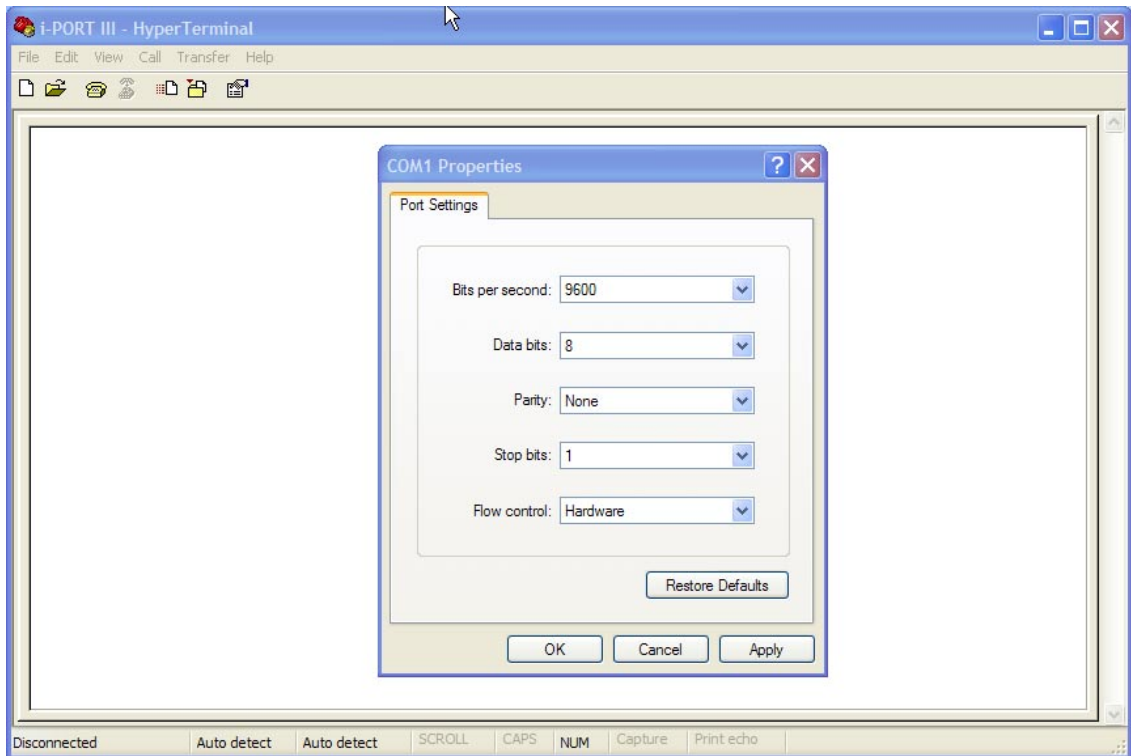 i-PORT III - HyperTerminal
File Edit View Call Transfer Help
COM1 Properties
Port Settings
Bits per second: 9600
Data bits: 8
Parity: None
Stop bits: 1
Flow control: Hardware
Restore Defaults
OK Cancel Apply
Disconnected Auto detect Auto detect SCROLL CAPS NUM Capture Print echo